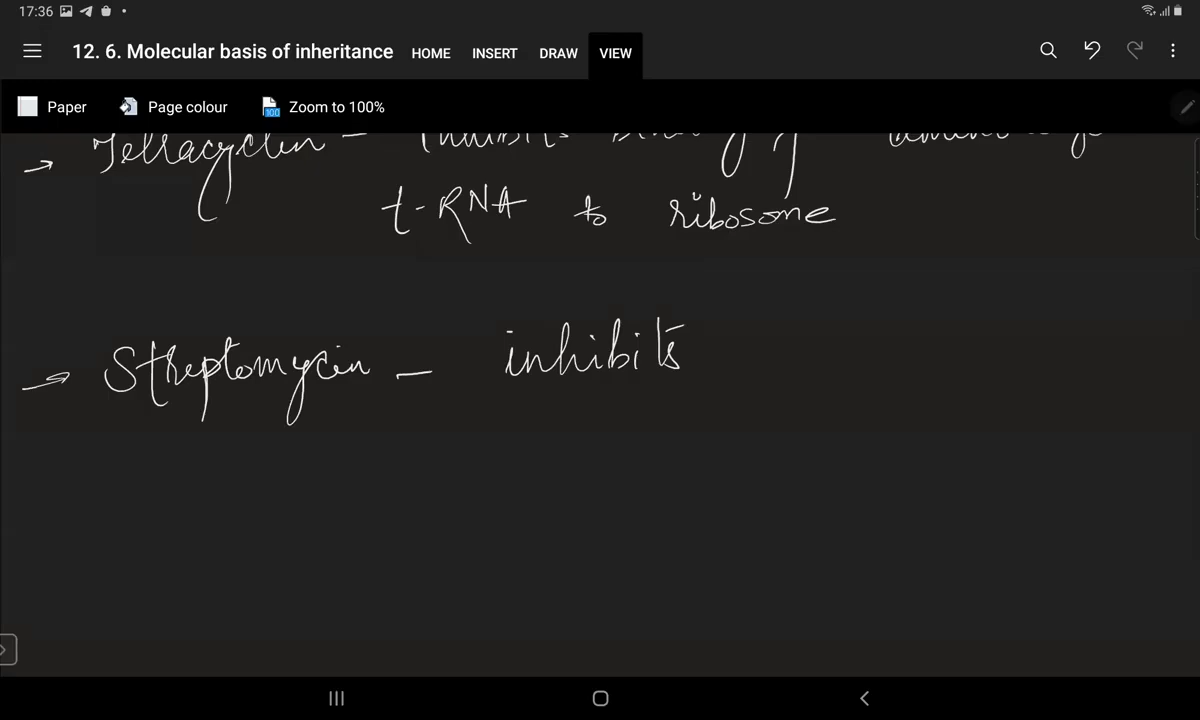 17:36
12. 6. Molecular basis of inheritance HOME INSERT DRAW VIEW
Paper Page colour Zoom to 100%
→ Tetracyclin - inhibits
t-RNA to ribosome
→ Streptomycin - inhibits